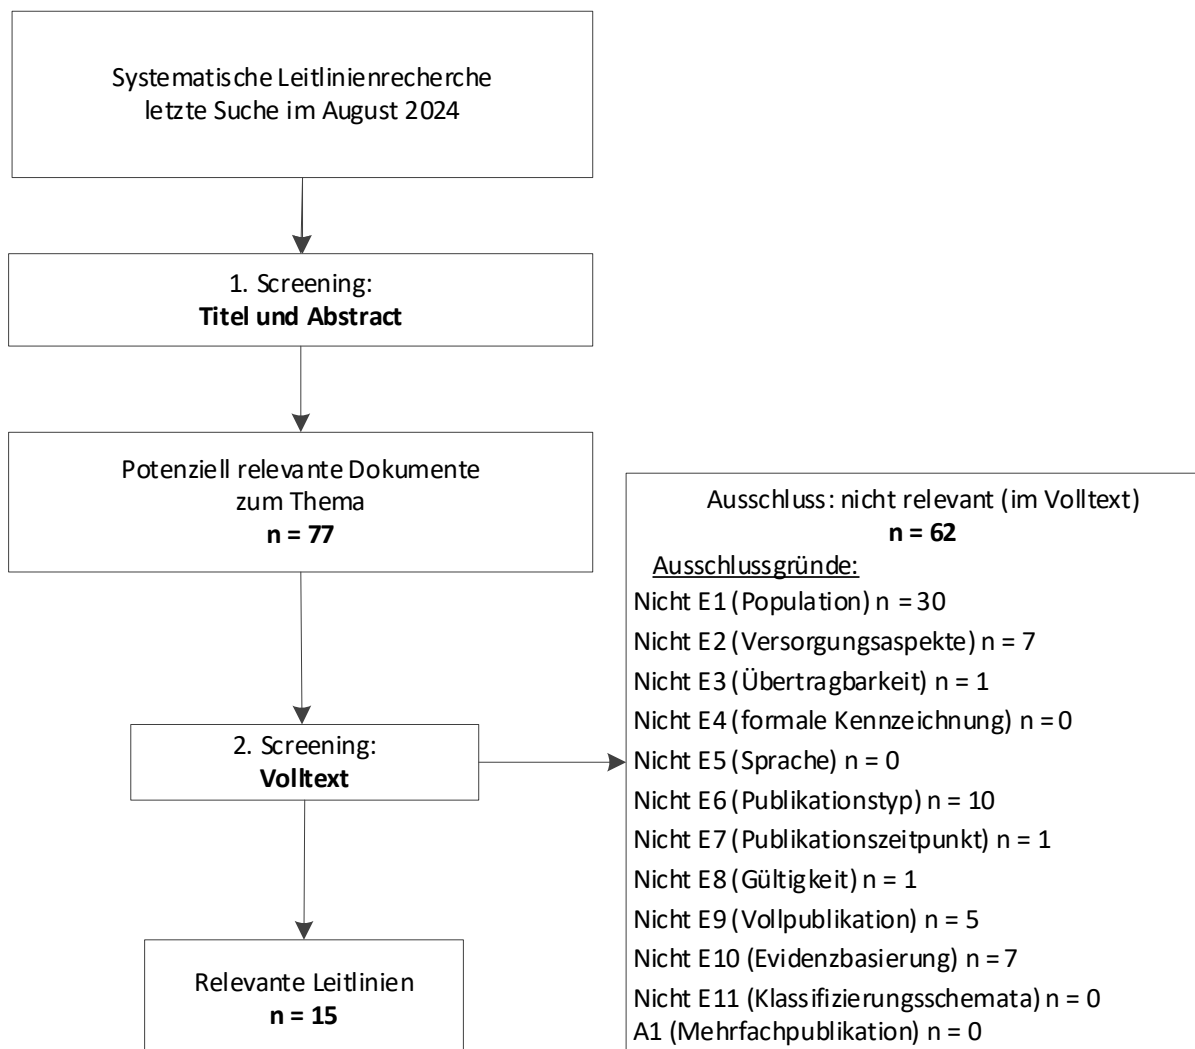 Systematische Leitlinienrecherche
letzte Suche im August 2024
1. Screening:
Titel und Abstract
Potenziell relevante Dokumente
zum Thema
n = 77
2. Screening:
Volltext
Relevante Leitlinien
n = 15
Ausschluss: nicht relevant (im Volltext)
n = 62
Ausschlussgründe:
Nicht E1 (Population) n = 30
Nicht E2 (Versorgungsaspekte) n = 7
Nicht E3 (Übertragbarkeit) n = 1
Nicht E4 (formale Kennzeichnung) n = 0
Nicht E5 (Sprache) n = 0
Nicht E6 (Publikationstyp) n = 10
Nicht E7 (Publikationszeitpunkt) n = 1
Nicht E8 (Gültigkeit) n = 1
Nicht E9 (Vollpublikation) n = 5
Nicht E10 (Evidenzbasierung) n = 7
Nicht E11 (Klassifizierungsschemata) n = 0
A1 (Mehrfachpublikation) n = 0